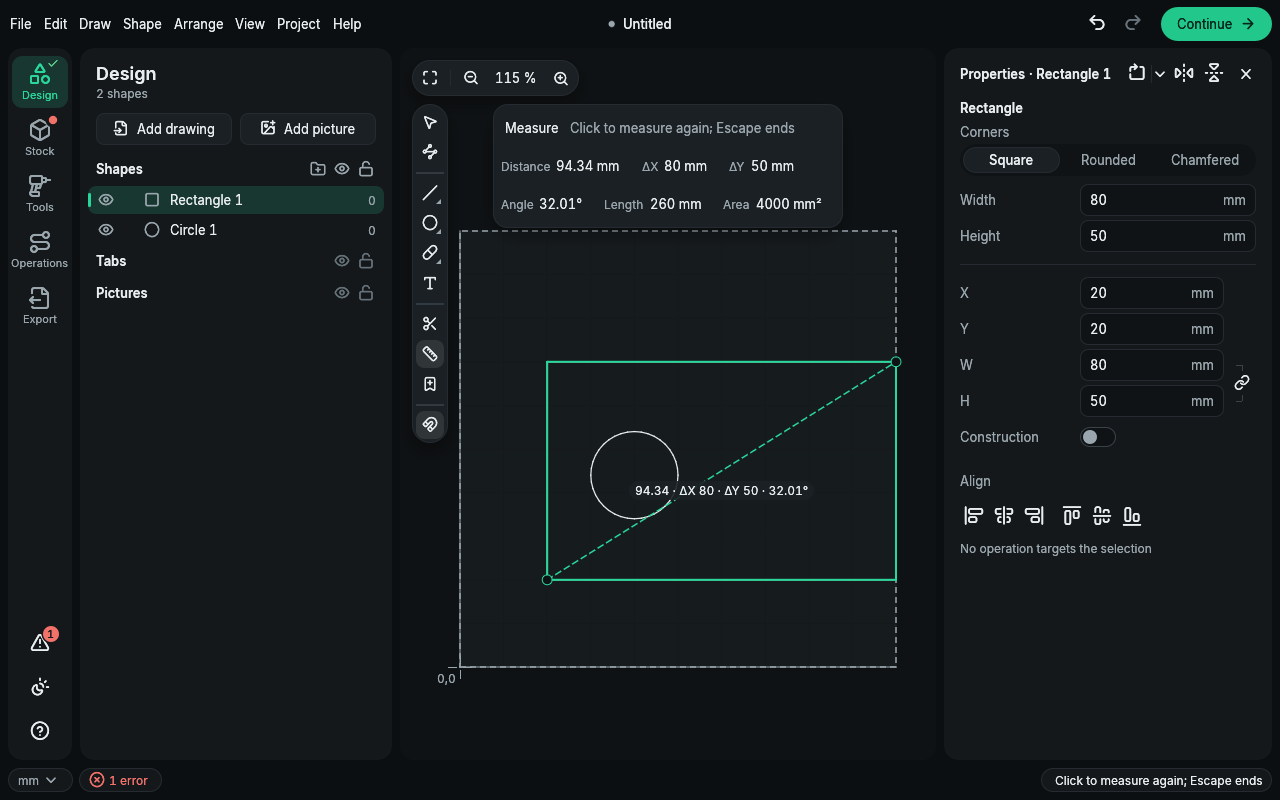 File Edit Draw Shape Arrange View Project Help
Untitled
Continue
Design
Stock
Tools
Operations
Export
1
Design
2 shapes
Add drawing
Add picture
Shapes
Rectangle 1 0
Circle 1 0
Tabs
Pictures
115 %
Measure Click to measure again; Escape ends
Distance 94.34 mm ΔX 80 mm ΔY 50 mm
Angle 32.01° Length 260 mm Area 4000 mm²
94.34 · ΔX 80 · ΔY 50 · 32.01°
0,0
Properties · Rectangle 1
Rectangle
Corners
Square Rounded Chamfered
Width 80 mm
Height 50 mm
X 20 mm
Y 20 mm
W 80 mm
H 50 mm
Construction
Align
No operation targets the selection
mm
1 error
Click to measure again; Escape ends